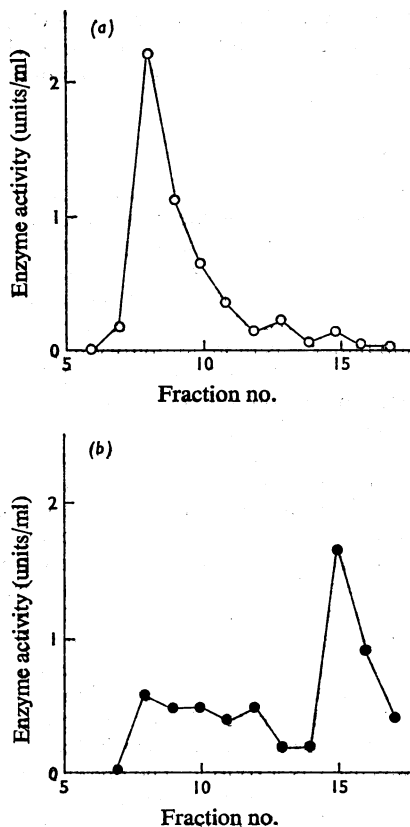 (a)
Enzyme activity (units/ml)
2
1
0
5
10
15
Fraction no.
(b)
Enzyme activity (units/ml)
2
1
0
5
10
15
Fraction no.